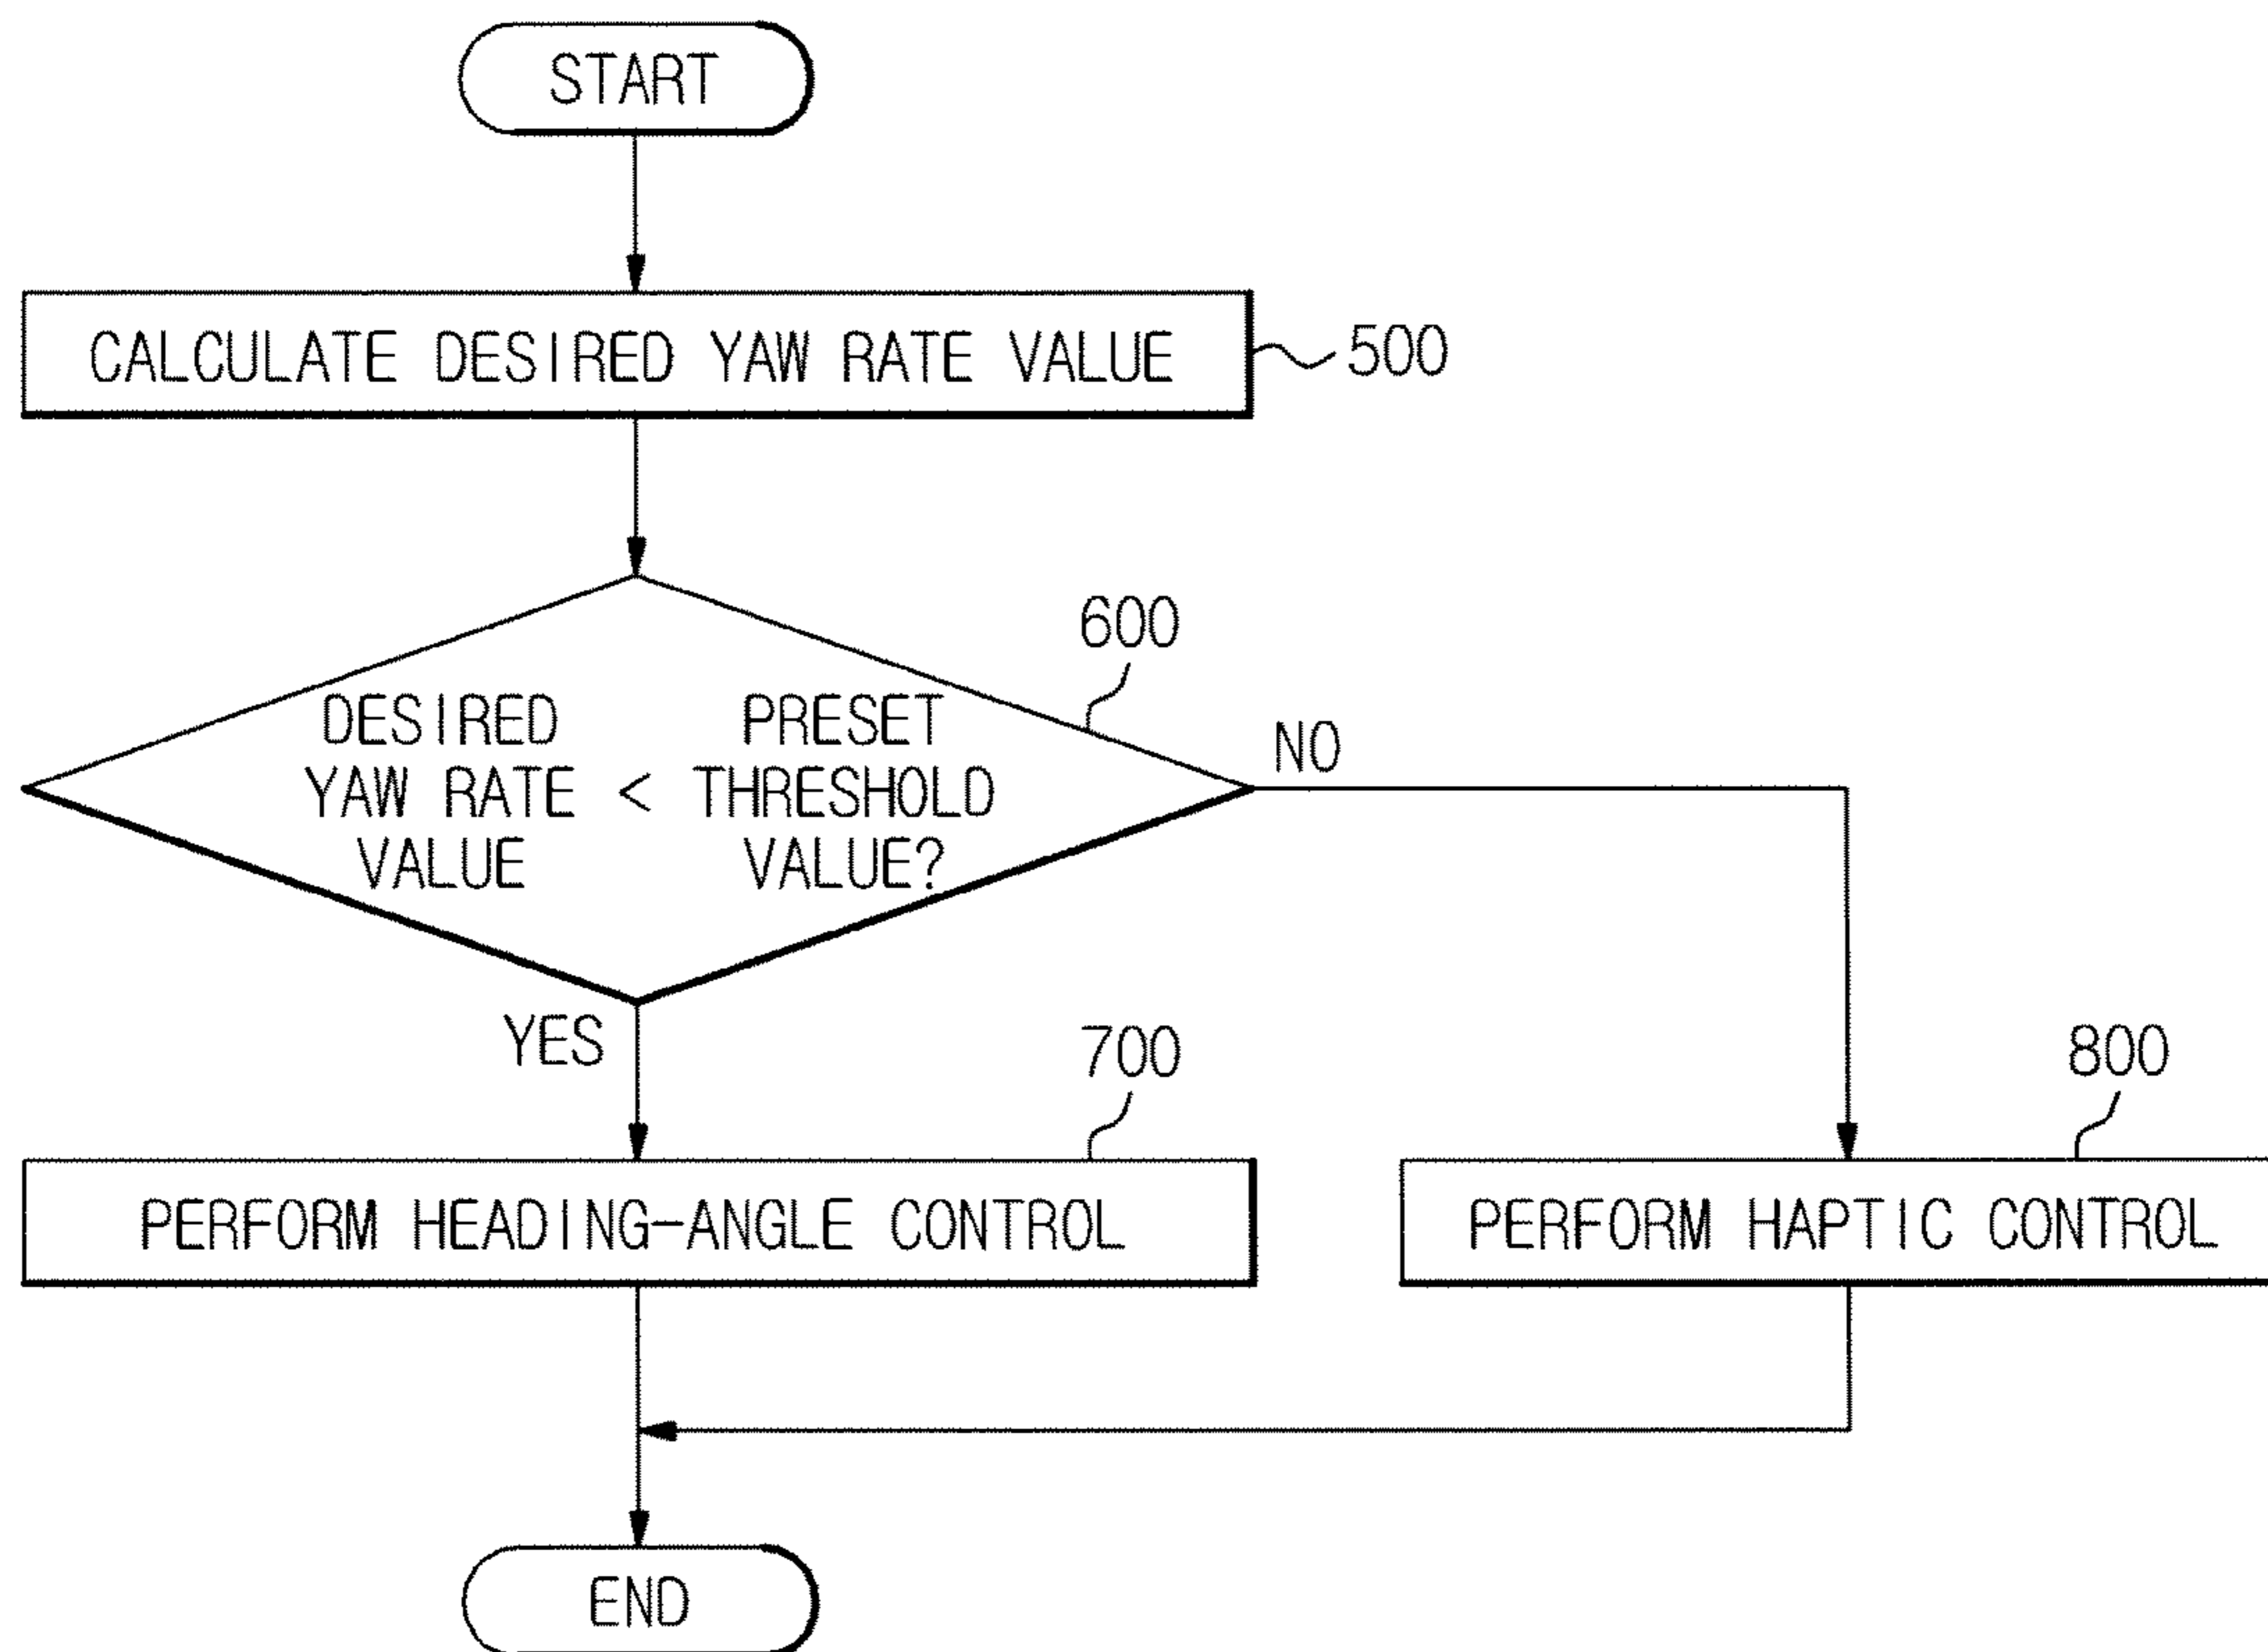 START
CALCULATE DESIRED YAW RATE VALUE
500
600
DESIRED PRESET
YAW RATE < THRESHOLD
VALUE VALUE?
NO
YES
700
800
PERFORM HEADING-ANGLE CONTROL
PERFORM HAPTIC CONTROL
END